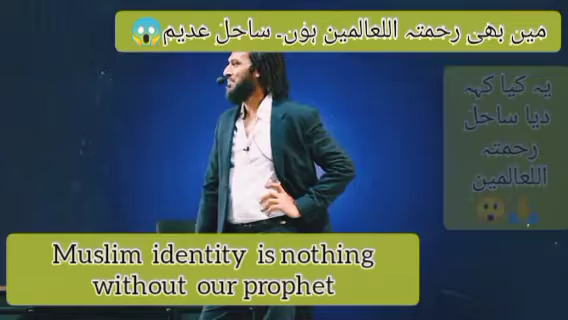 میں بھی رحمتہ اللعالمین ہوں۔ ساحل عدیم😱
یہ کیا کہہ
دیا ساحل
رحمتہ
اللعالمین
😲🙏
Muslim identity is nothing
without our prophet